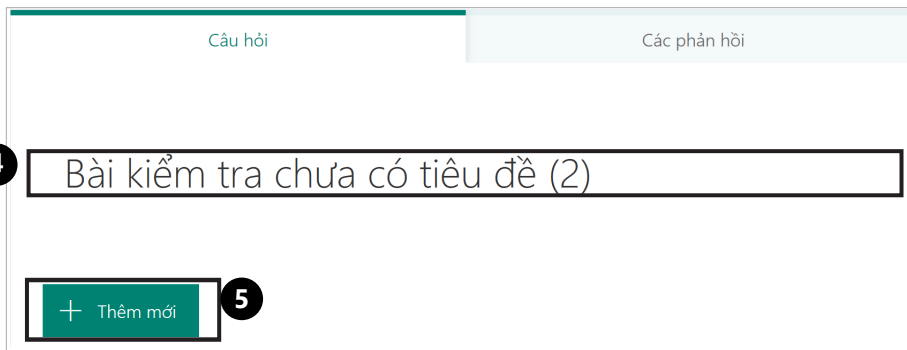 Câu hỏi
Các phản hồi
4
Bài kiểm tra chưa có tiêu đề (2)
+ Thêm mới
5